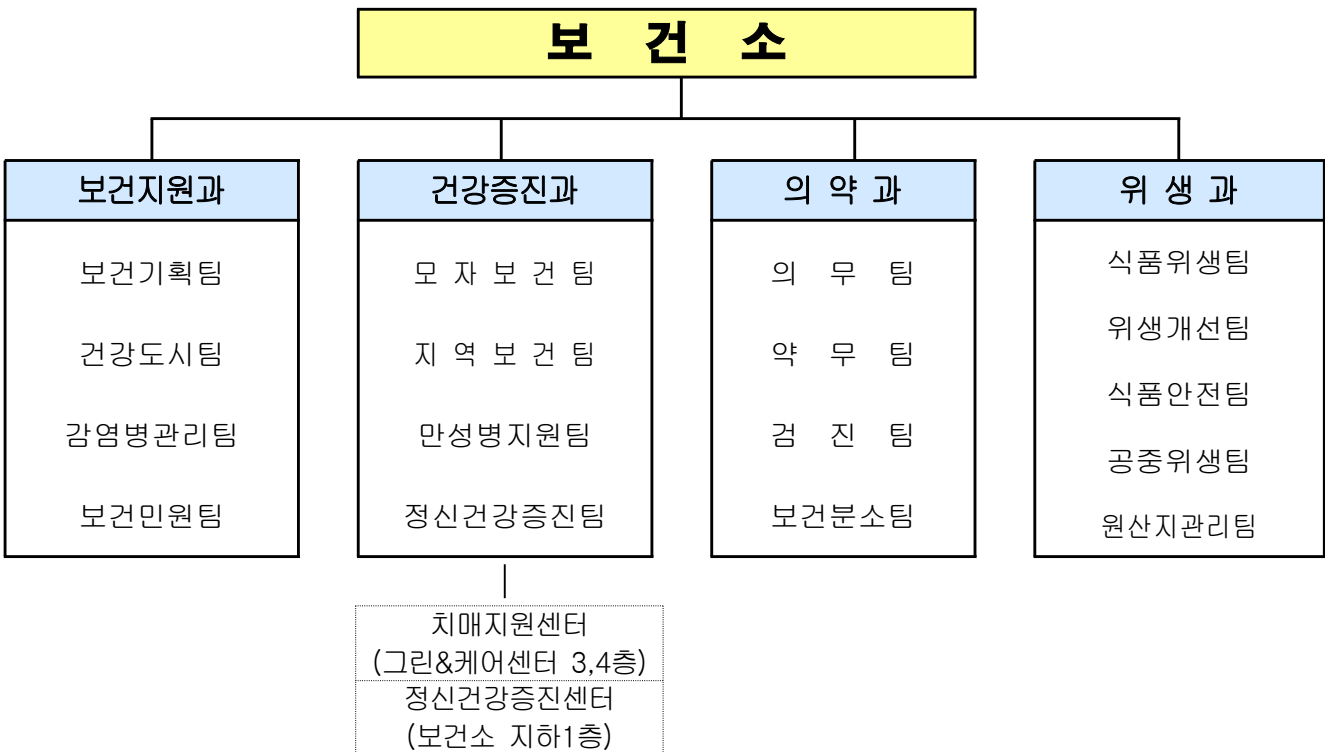 보 건 소
보건지원과
보건기획팀
건강도시팀
감염병관리팀
보건민원팀
건강증진과
모 자 보 건 팀
지 역 보 건 팀
만성병지원팀
정신건강증진팀
치매지원센터
(그린&케어센터 3,4층)
정신건강증진센터
(보건소 지하1층)
의 약 과
의 무 팀
약 무 팀
검 진 팀
보건분소팀
위 생 과
식품위생팀
위생개선팀
식품안전팀
공중위생팀
원산지관리팀